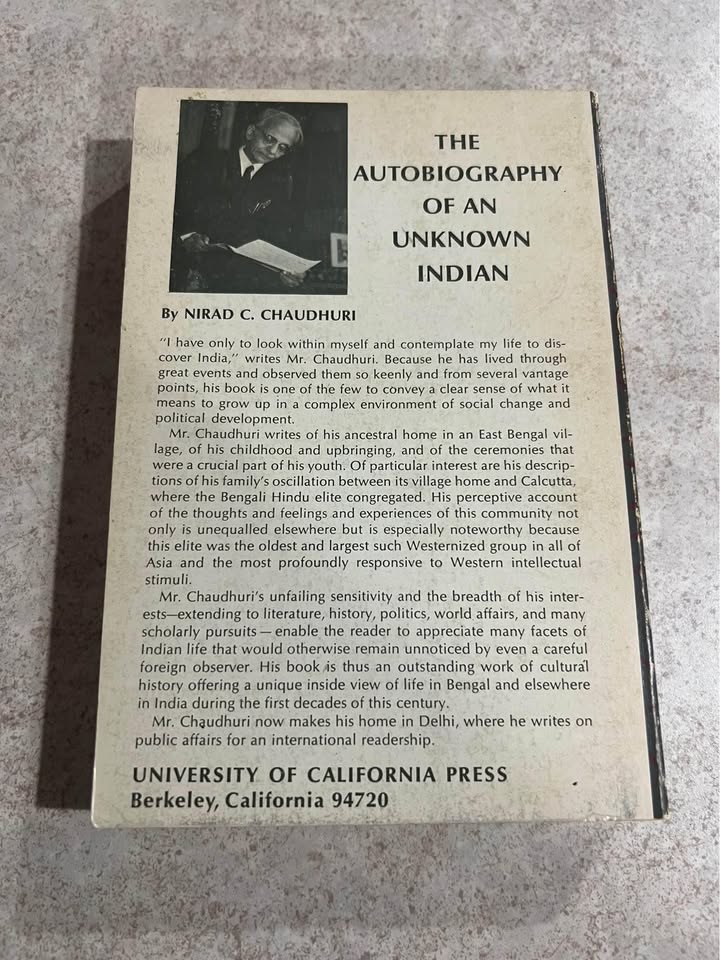 THE
AUTOBIOGRAPHY
OF AN
UNKNOWN
INDIAN
By NIRAD C. CHAUDHURI
"I have only to look within myself and contemplate my life to dis-
cover India," writes Mr. Chaudhuri. Because he has lived through
great events and observed them so keenly and from several vantage
points, his book is one of the few to convey a clear sense of what it
means to grow up in a complex environment of social change and
political development.
Mr. Chaudhuri writes of his ancestral home in an East Bengal vil-
lage, of his childhood and upbringing, and of the ceremonies that
were a crucial part of his youth. Of particular interest are his descrip-
tions of his family's oscillation between its village home and Calcutta,
where the Bengali Hindu elite congregated. His perceptive account
of the thoughts and feelings and experiences of this community not
only is unequalled elsewhere but is especially noteworthy because
this elite was the oldest and largest such Westernized group in all of
Asia and the most profoundly responsive to Western intellectual
stimuli.
Mr. Chaudhuri's unfailing sensitivity and the breadth of his inter-
ests—extending to literature, history, politics, world affairs, and many
scholarly pursuits — enable the reader to appreciate many facets of
Indian life that would otherwise remain unnoticed by even a careful
foreign observer. His book is thus an outstanding work of cultural
history offering a unique inside view of life in Bengal and elsewhere
in India during the first decades of this century.
Mr. Chaudhuri now makes his home in Delhi, where he writes on
public affairs for an international readership.
UNIVERSITY OF CALIFORNIA PRESS
Berkeley, California 94720